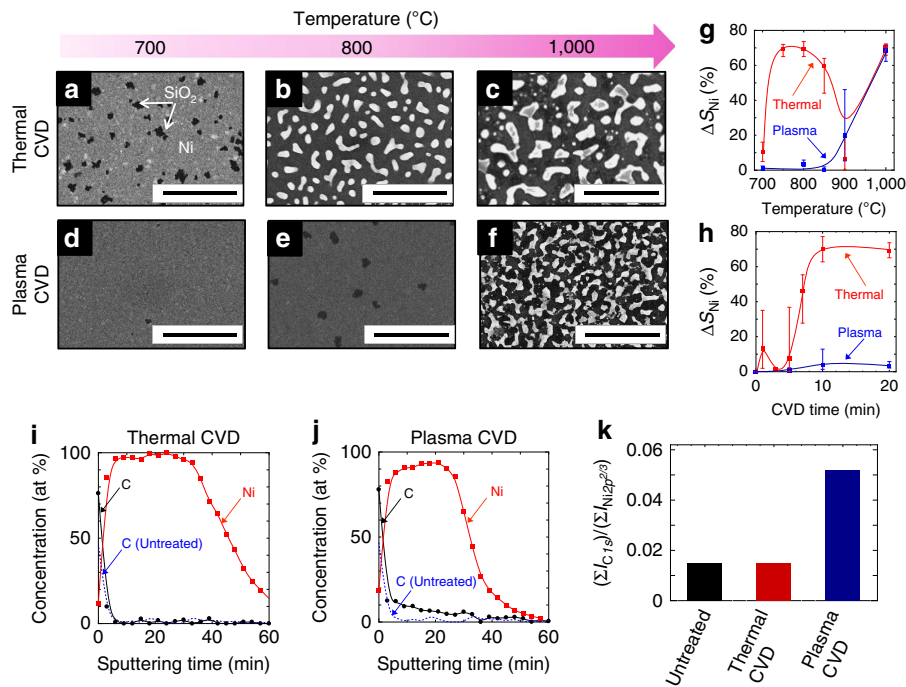 Temperature (°C)
700 800 1,000
Thermal
CVD
a
SiO2
Ni
b
c
Plasma
CVD
d
e
f
g
ΔSNi (%)
80
60
40
20
0
Thermal
Plasma
700 800 900 1,000
Temperature (°C)
h
ΔSNi (%)
80
60
40
20
0
Thermal
Plasma
0 5 10 15 20
CVD time (min)
i
Thermal CVD
Concentration (at %)
100
50
0
C
Ni
C (Untreated)
0 20 40 60
Sputtering time (min)
j
Plasma CVD
Concentration (at %)
100
50
0
C
Ni
C (Untreated)
0 20 40 60
Sputtering time (min)
k
(ΣIC1s)/(ΣINi2p2/3)
0.06
0.04
0.012
0
Untreated
Thermal
CVD
Plasma
CVD